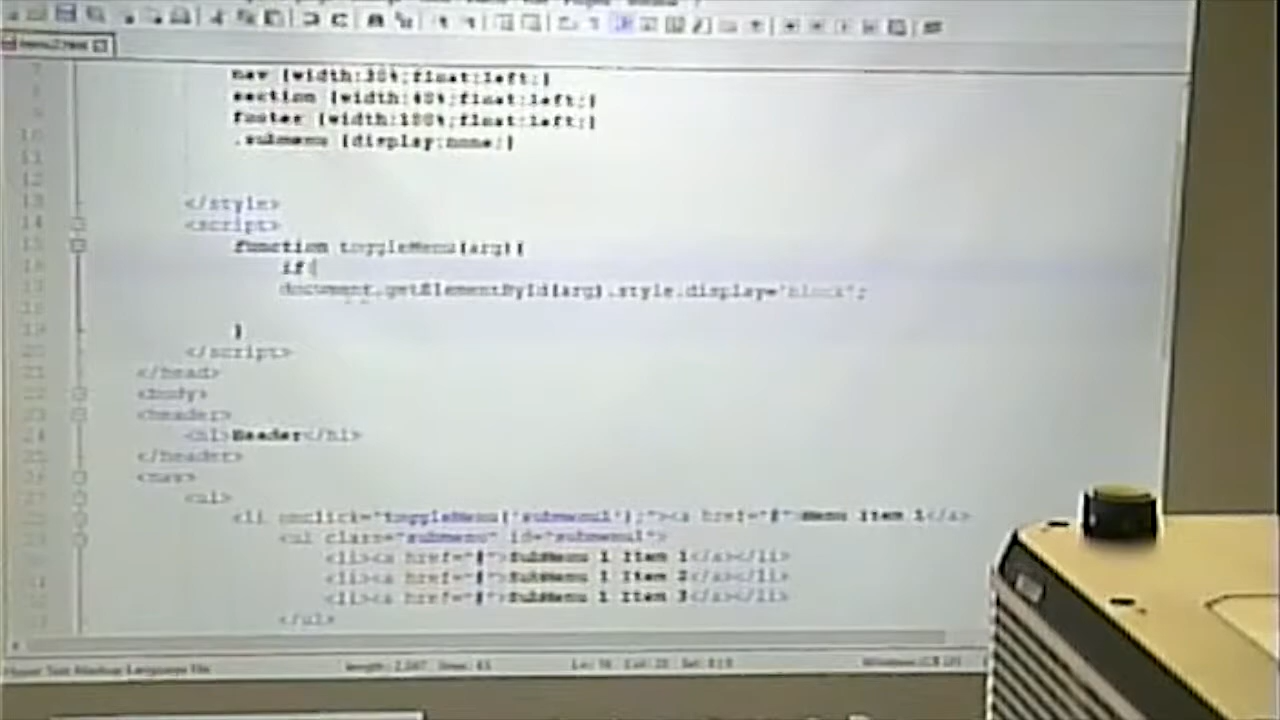 nav {width:30%;float:left;}
section {width:40%;float:left;}
footer {width:100%;float:left;}
.submenu {display:none;}
</style>
<script>
function toggleMenu(arg){
if(
document.getElementById(arg).style.display='block';
}
</script>
</head>
<body>
<header>
<h1>Header</h1>
</header>
<nav>
<ul>
<li onclick="toggleMenu('submenu1');"><a href="#">Menu Item 1</a>
<ul class="submenu" id="submenu1">
<li><a href="#">SubMenu 1 Item 1</a></li>
<li><a href="#">SubMenu 1 Item 2</a></li>
<li><a href="#">SubMenu 1 Item 3</a></li>
</ul>